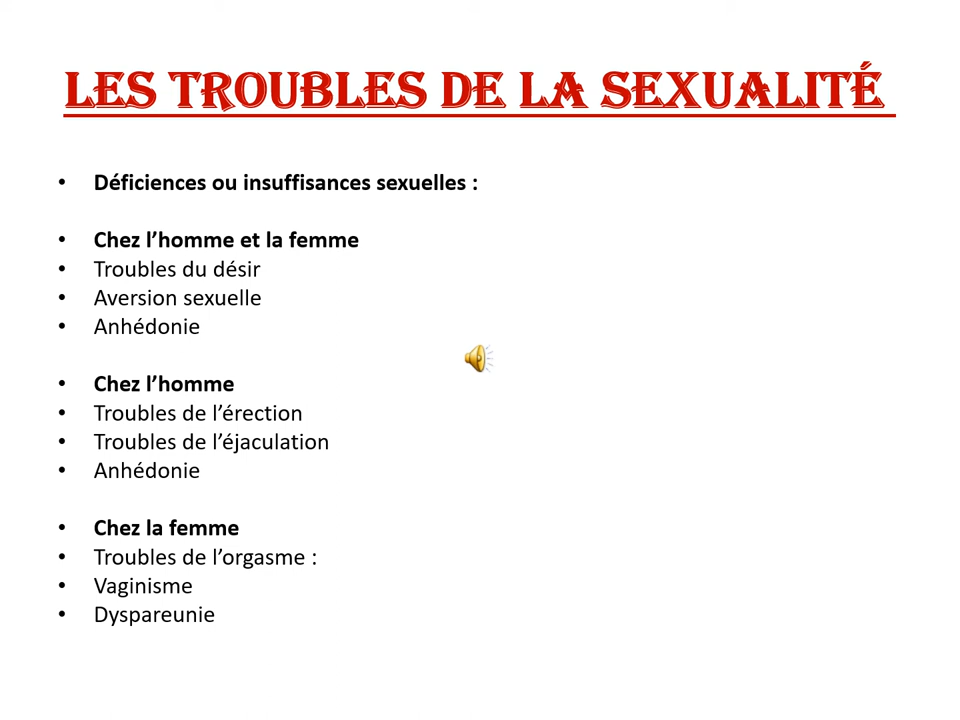 LES TROUBLES DE LA SEXUALITÉ
• Déficiences ou insuffisances sexuelles :
• Chez l’homme et la femme
• Troubles du désir
• Aversion sexuelle
• Anhédonie
• Chez l’homme
• Troubles de l’érection
• Troubles de l’éjaculation
• Anhédonie
• Chez la femme
• Troubles de l’orgasme :
• Vaginisme
• Dyspareunie